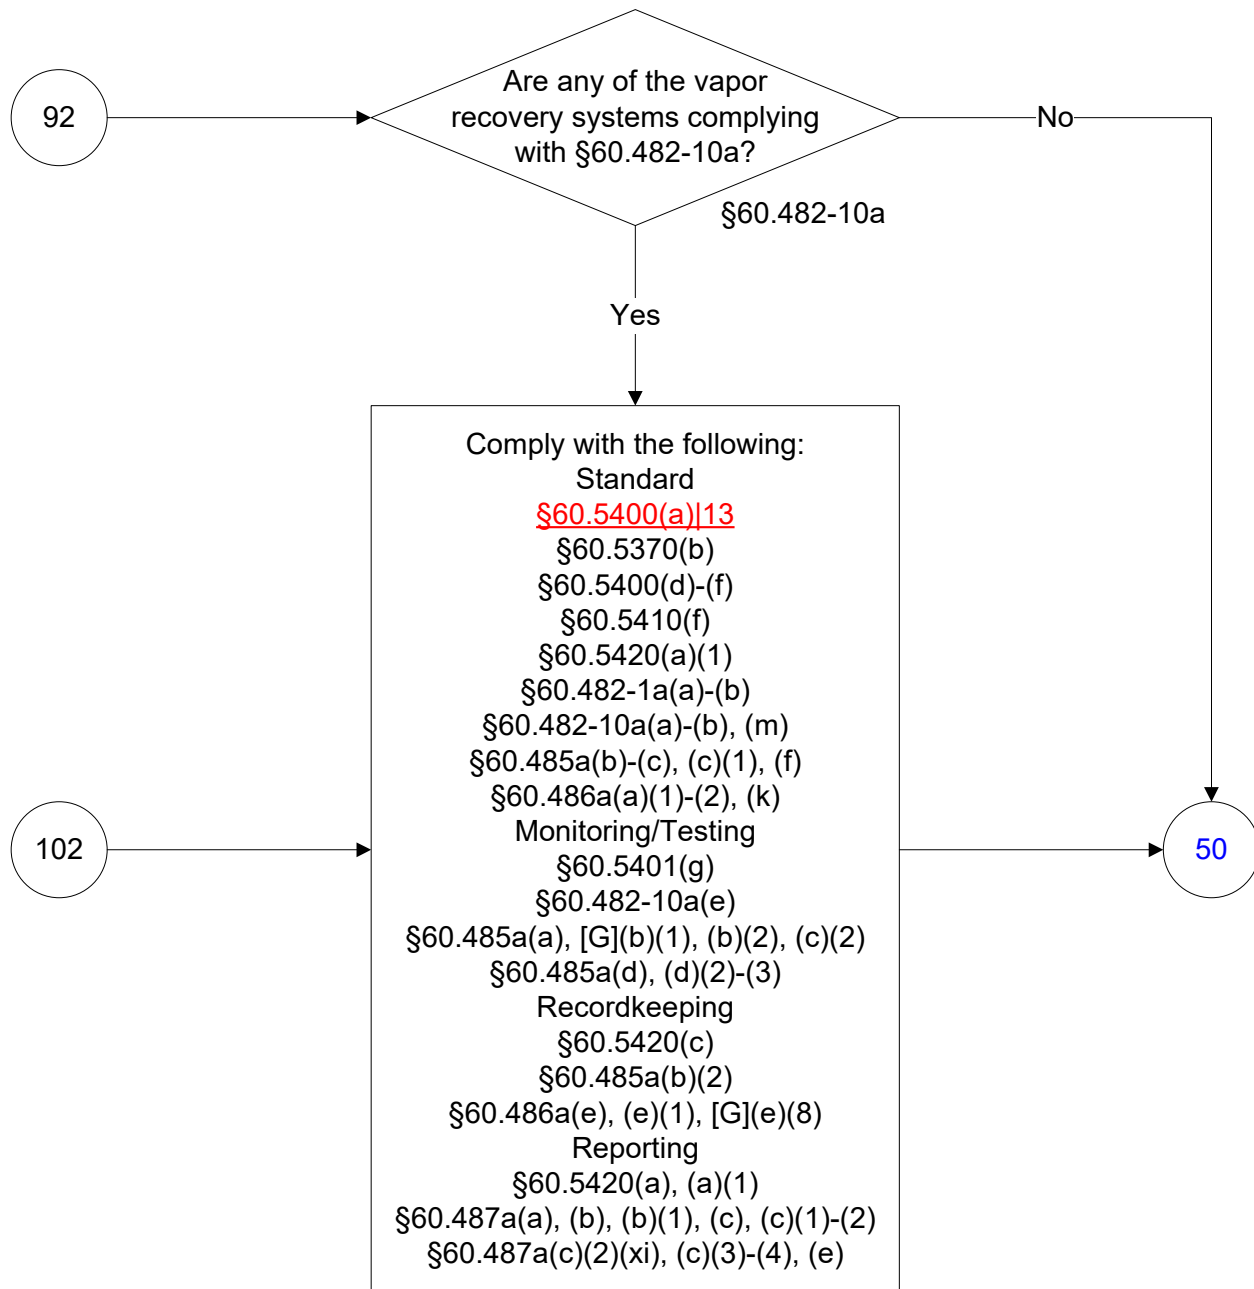 92
Are any of the vapor
recovery systems complying
with §60.482-10a?
No
§60.482-10a
Yes
Comply with the following:
Standard
§60.5400(a)|13
§60.5370(b)
§60.5400(d)-(f)
§60.5410(f)
§60.5420(a)(1)
§60.482-1a(a)-(b)
§60.482-10a(a)-(b), (m)
§60.485a(b)-(c), (c)(1), (f)
§60.486a(a)(1)-(2), (k)
Monitoring/Testing
§60.5401(g)
§60.482-10a(e)
§60.485a(a), [G](b)(1), (b)(2), (c)(2)
§60.485a(d), (d)(2)-(3)
Recordkeeping
§60.5420(c)
§60.485a(b)(2)
§60.486a(e), (e)(1), [G](e)(8)
Reporting
§60.5420(a), (a)(1)
§60.487a(a), (b), (b)(1), (c), (c)(1)-(2)
§60.487a(c)(2)(xi), (c)(3)-(4), (e)
102
50